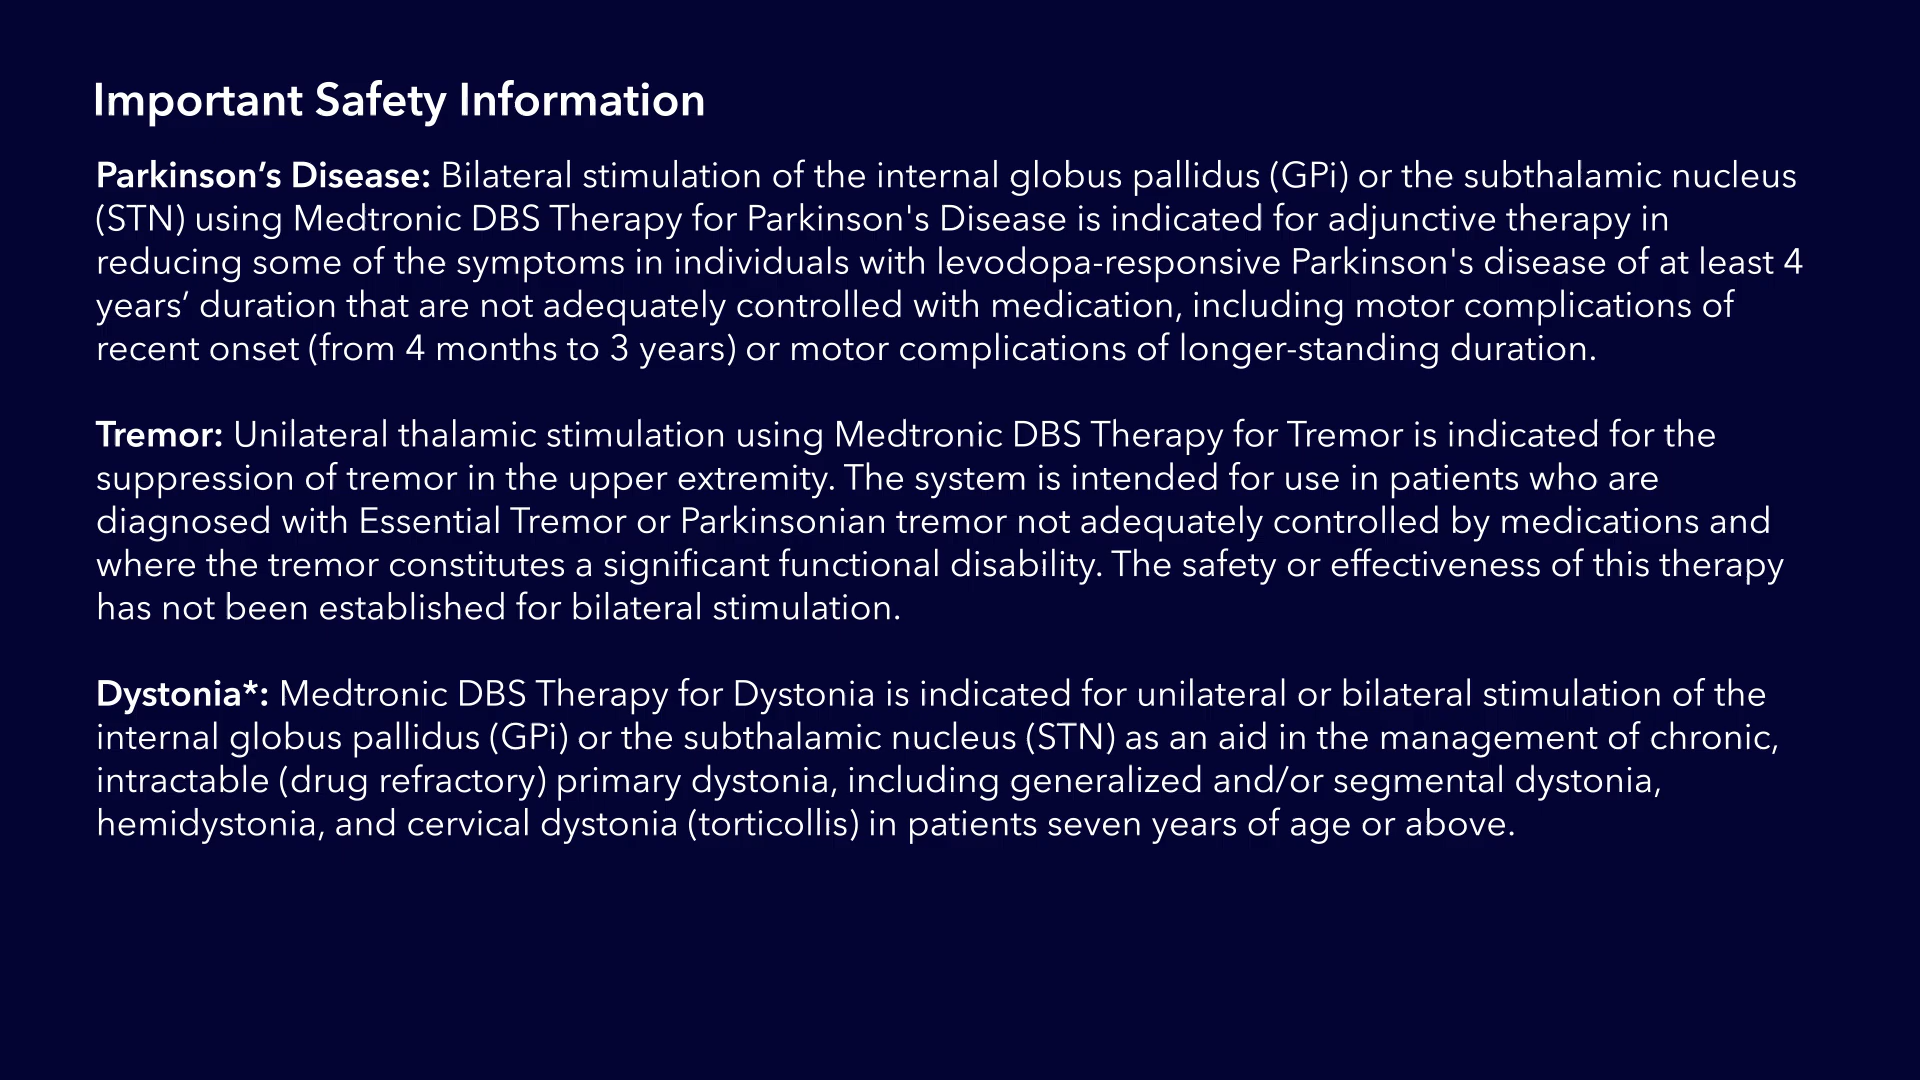 Important Safety Information
Parkinson’s Disease: Bilateral stimulation of the internal globus pallidus (GPi) or the subthalamic nucleus
(STN) using Medtronic DBS Therapy for Parkinson's Disease is indicated for adjunctive therapy in
reducing some of the symptoms in individuals with levodopa-responsive Parkinson's disease of at least 4
years’ duration that are not adequately controlled with medication, including motor complications of
recent onset (from 4 months to 3 years) or motor complications of longer-standing duration.
Tremor: Unilateral thalamic stimulation using Medtronic DBS Therapy for Tremor is indicated for the
suppression of tremor in the upper extremity. The system is intended for use in patients who are
diagnosed with Essential Tremor or Parkinsonian tremor not adequately controlled by medications and
where the tremor constitutes a significant functional disability. The safety or effectiveness of this therapy
has not been established for bilateral stimulation.
Dystonia*: Medtronic DBS Therapy for Dystonia is indicated for unilateral or bilateral stimulation of the
internal globus pallidus (GPi) or the subthalamic nucleus (STN) as an aid in the management of chronic,
intractable (drug refractory) primary dystonia, including generalized and/or segmental dystonia,
hemidystonia, and cervical dystonia (torticollis) in patients seven years of age or above.